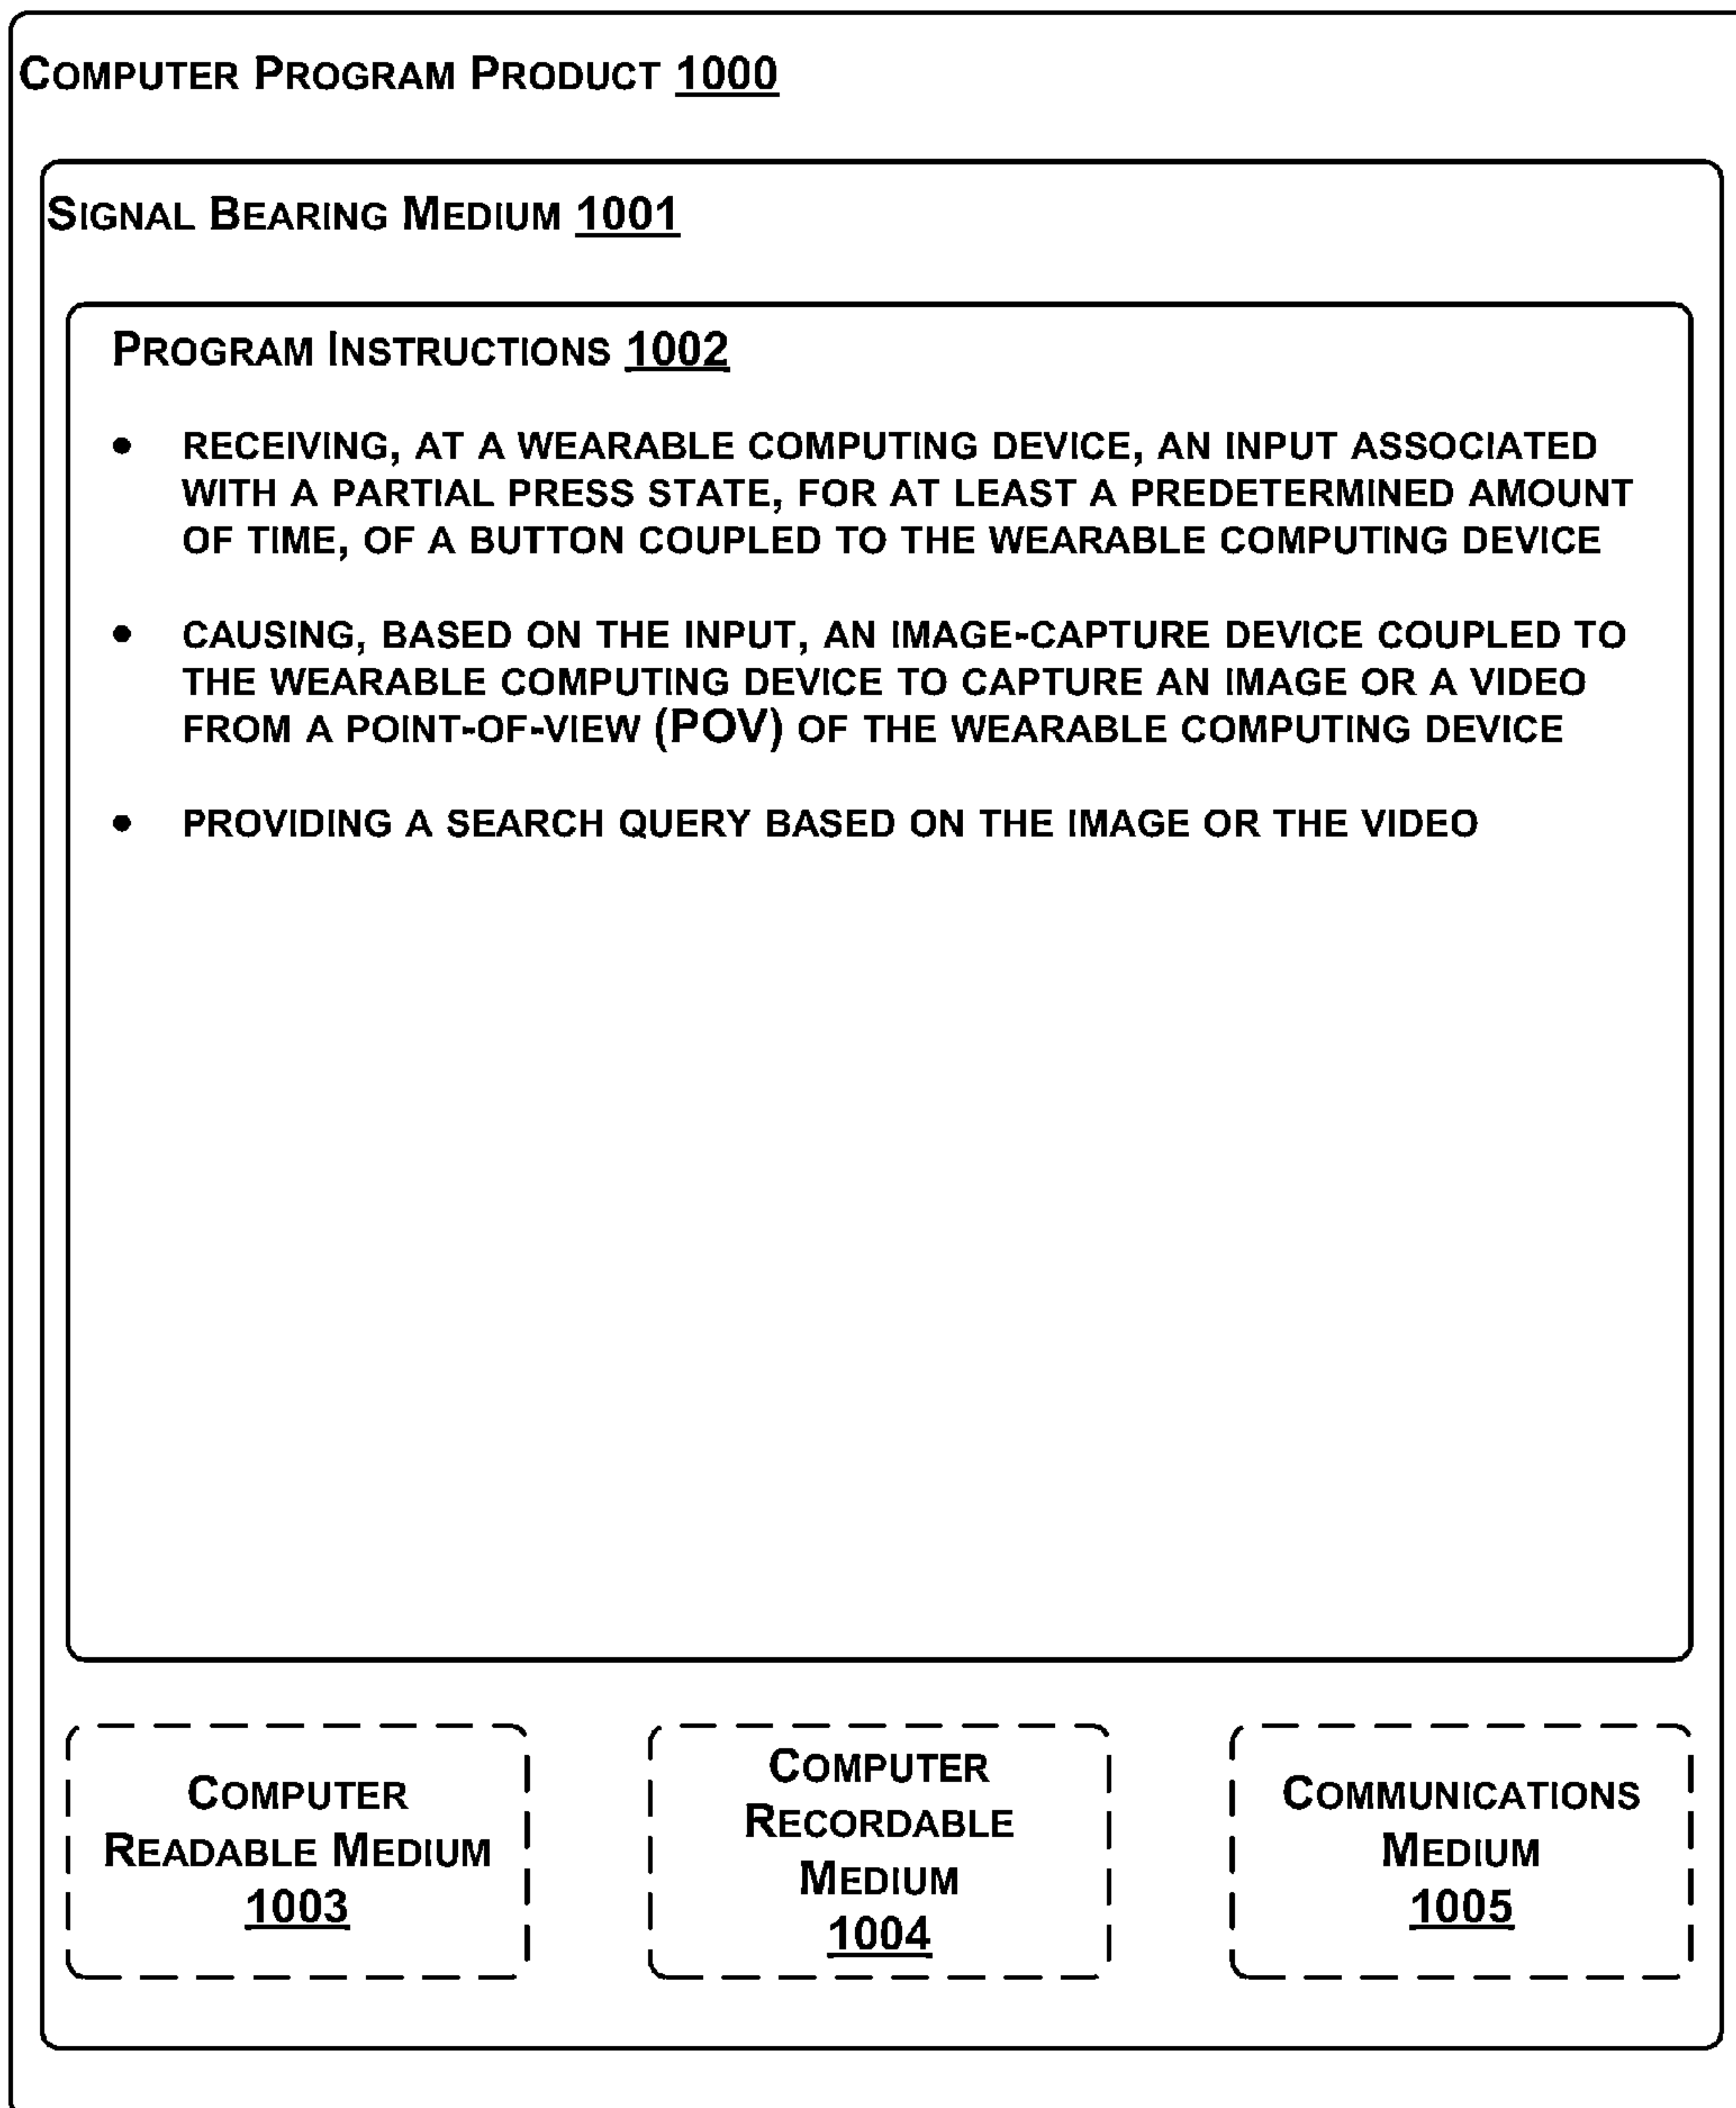 COMPUTER PROGRAM PRODUCT 1000
SIGNAL BEARING MEDIUM 1001
PROGRAM INSTRUCTIONS 1002
• RECEIVING, AT A WEARABLE COMPUTING DEVICE, AN INPUT ASSOCIATED
WITH A PARTIAL PRESS STATE, FOR AT LEAST A PREDETERMINED AMOUNT
OF TIME, OF A BUTTON COUPLED TO THE WEARABLE COMPUTING DEVICE
• CAUSING, BASED ON THE INPUT, AN IMAGE-CAPTURE DEVICE COUPLED TO
THE WEARABLE COMPUTING DEVICE TO CAPTURE AN IMAGE OR A VIDEO
FROM A POINT-OF-VIEW (POV) OF THE WEARABLE COMPUTING DEVICE
• PROVIDING A SEARCH QUERY BASED ON THE IMAGE OR THE VIDEO
COMPUTER
READABLE MEDIUM
1003
COMPUTER
RECORDABLE
MEDIUM
1004
COMMUNICATIONS
MEDIUM
1005